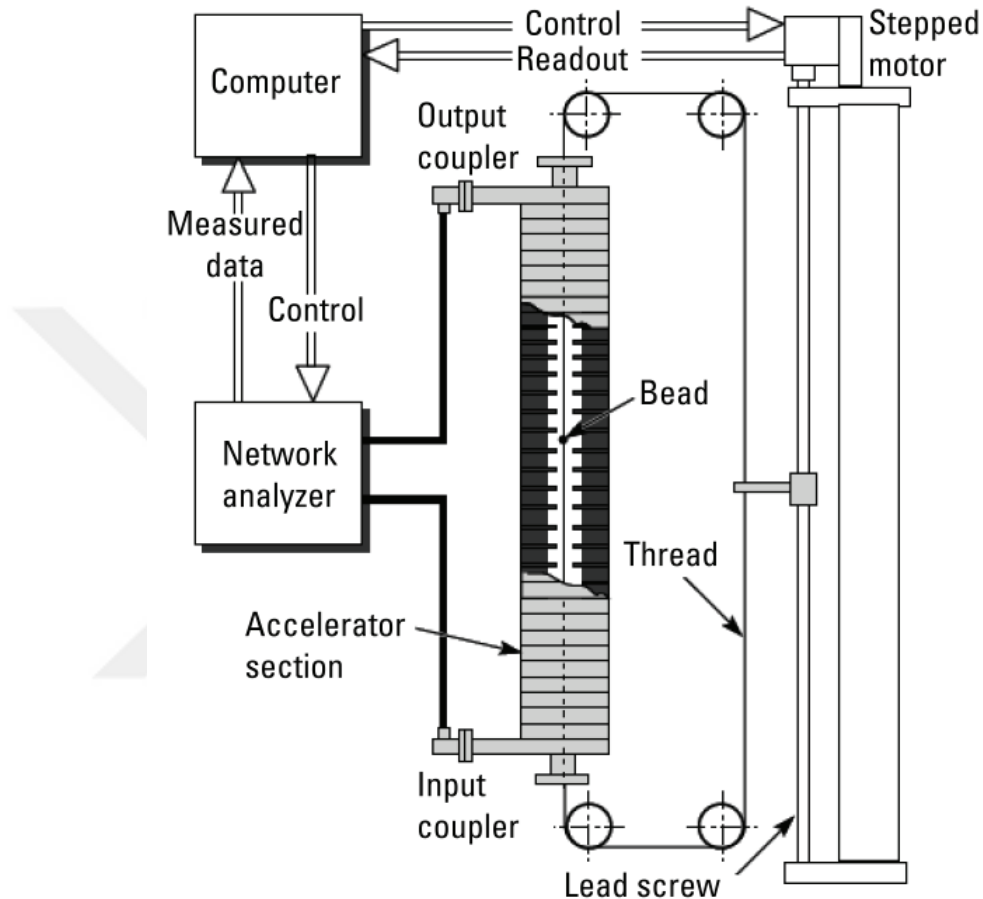 Control
Readout
Stepped
motor
Computer
Output
coupler
Measured
data
Control
Bead
Network
analyzer
Thread
Accelerator
section
Input
coupler
Lead screw